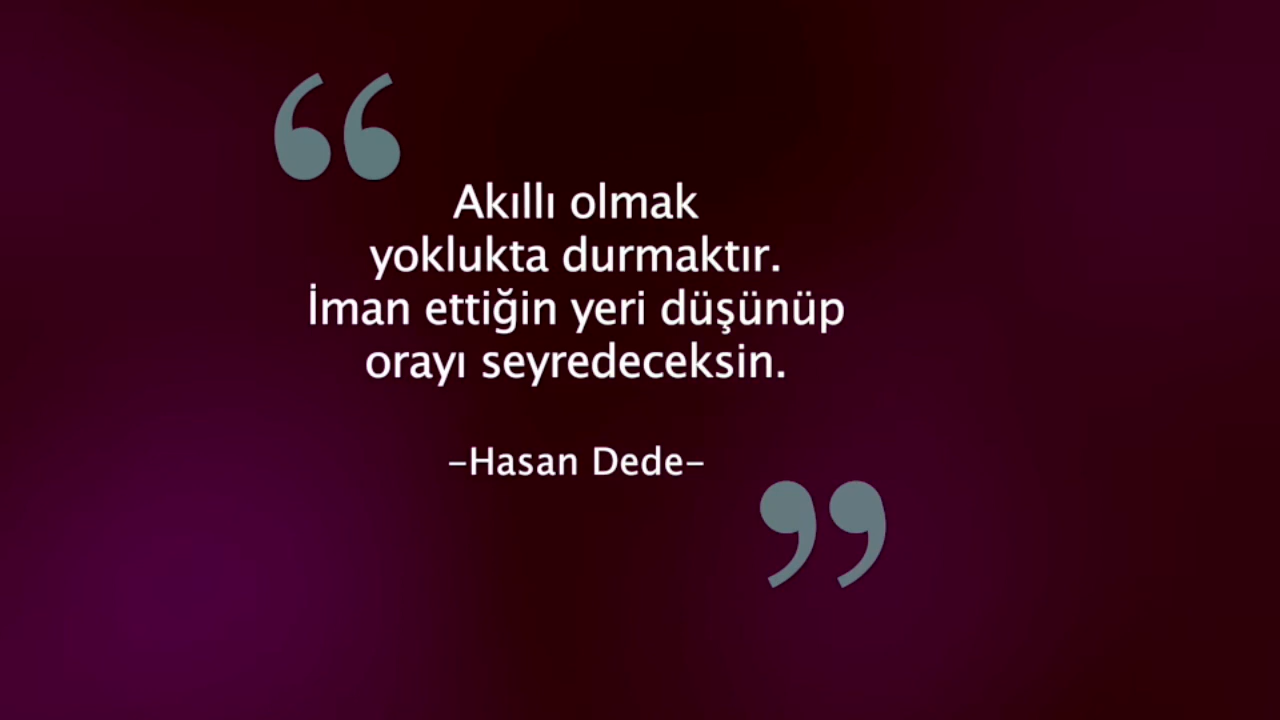 “
Akıllı olmak
yoklukta durmaktır.
İman ettiğin yeri düşünüp
orayı seyredeceksin.
–Hasan Dede–
”